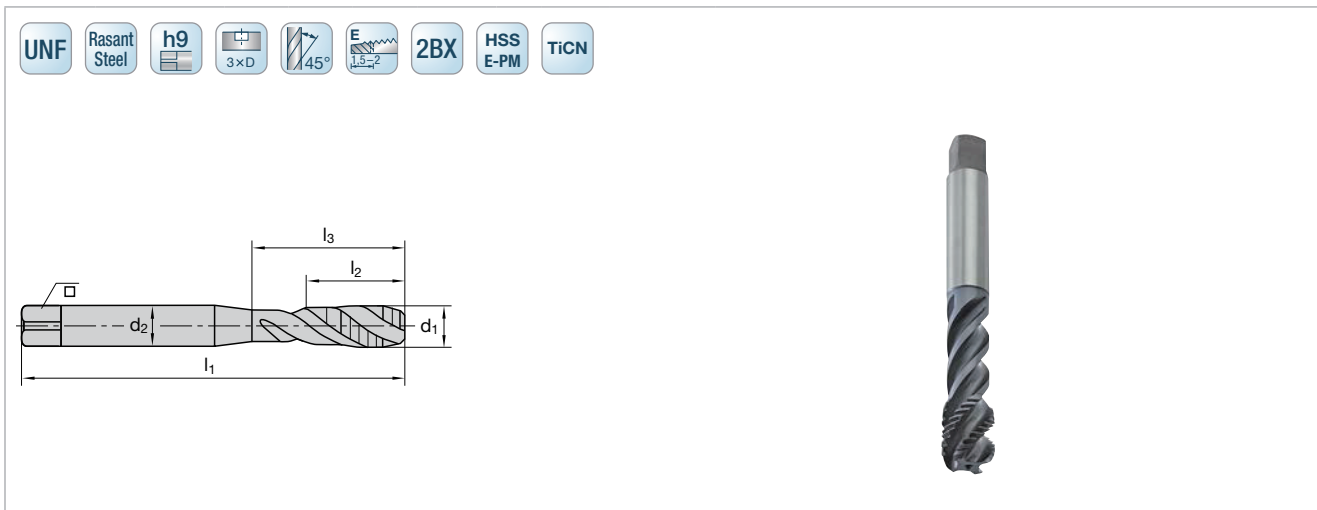 UNF
Rasant
Steel
h9
3×D
45°
E
1,5–2
2BX
HSS
E-PM
TiCN
l3
l2
d2
d1
l1